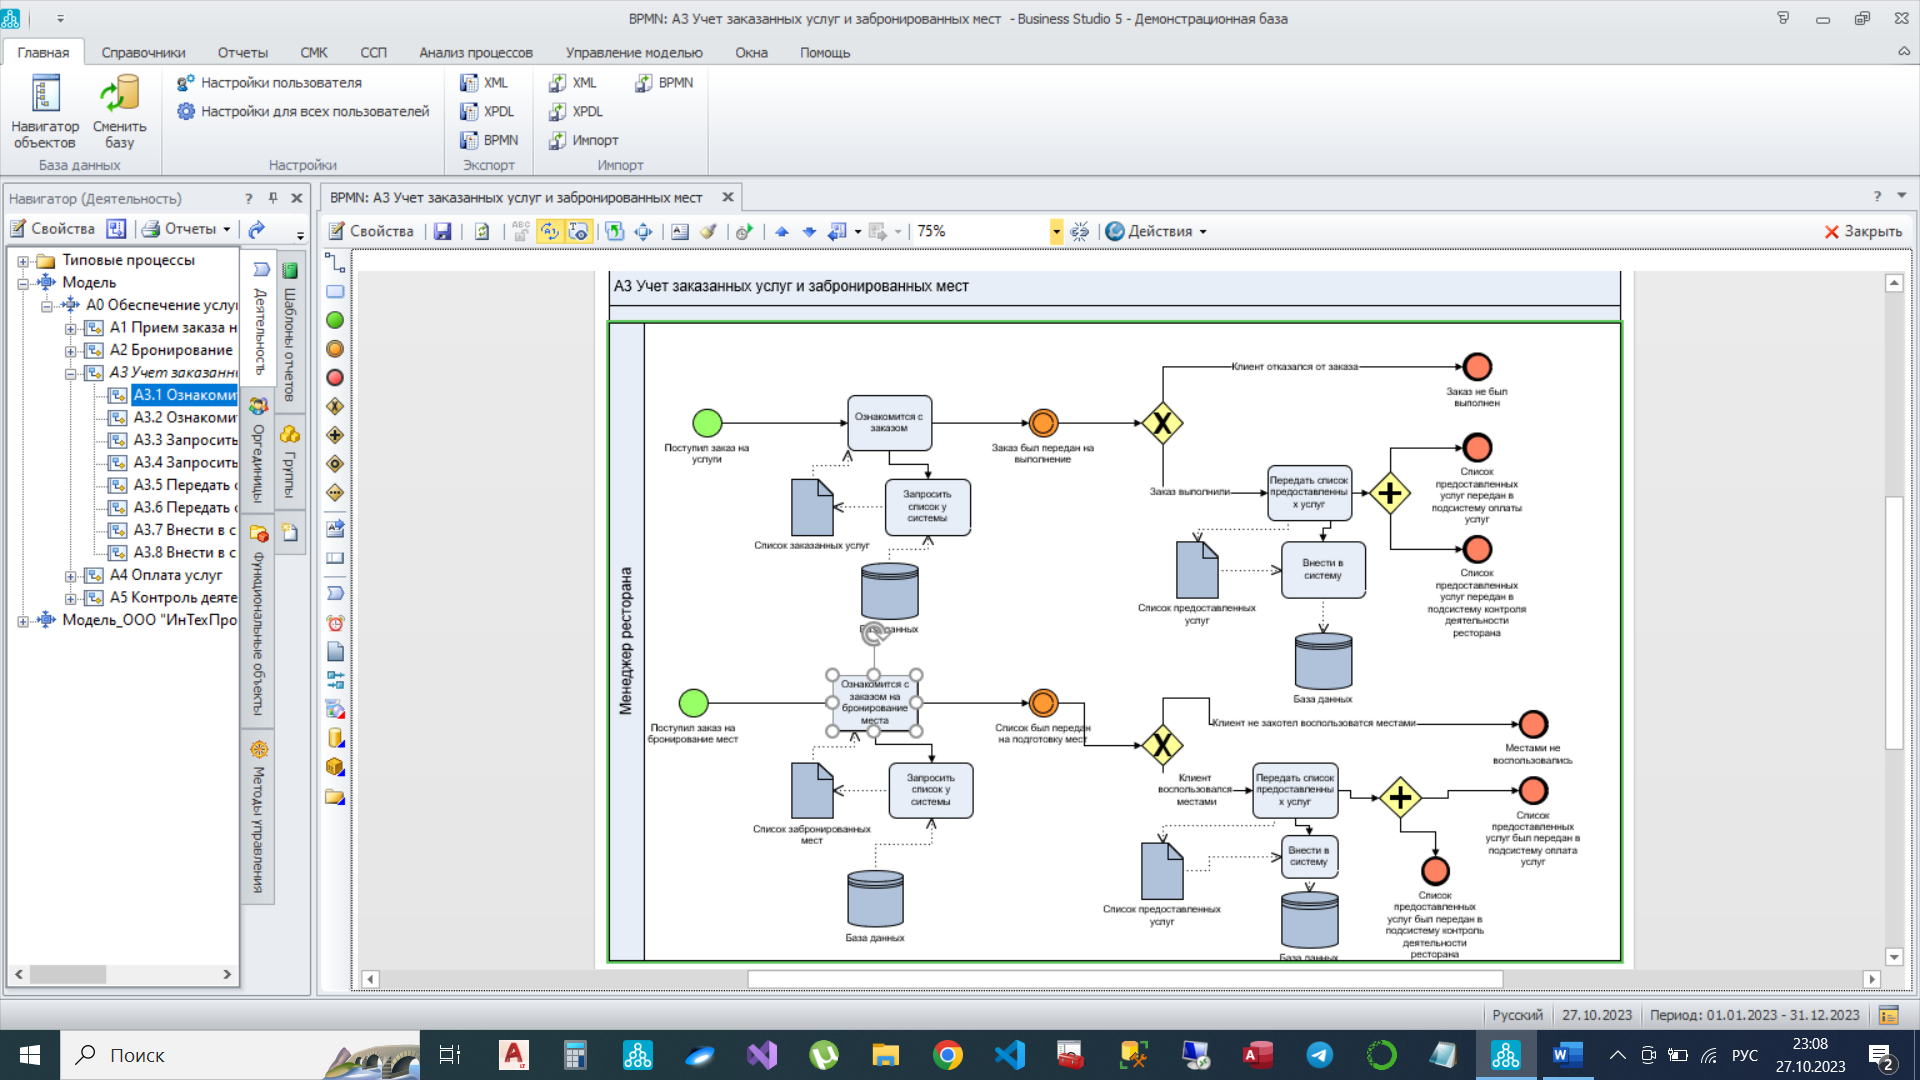 BPMN: А3 Учет заказанных услуг и забронированных мест - Business Studio 5 - Демонстрационная база
Главная
Справочники
Отчеты
СМК
ССП
Анализ процессов
Управление моделью
Окна
Помощь
Навигатор объектов
Сменить базу
База данных
Настройки пользователя
Настройки для всех пользователей
Настройки
XML
XPDL
BPMN
Экспорт
XML
XPDL
Импорт
BPMN
Импорт
Навигатор (Деятельность)
Свойства
Отчеты
Типовые процессы
Модель
А0 Обеспечение услу
А1 Прием заказа н
А2 Бронирование
А3 Учет заказанн
А3.1 Ознакоми
А3.2 Ознакоми
А3.3 Запросить
А3.4 Запросить
А3.5 Передать с
А3.6 Передать с
А3.7 Внести в с
А3.8 Внести в с
А4 Оплата услуг
А5 Контроль деяте
Модель_ООО "ИнТехПро
Деятельность
Оргединицы
Функциональные объекты
Методы управления
Шаблоны отчетов
Группы
BPMN: А3 Учет заказанных услуг и забронированных мест
Свойства
ABC
75%
Действия
Закрыть
А3 Учет заказанных услуг и забронированных мест
Менеджер ресторана
Поступил заказ на
услуги
Ознакомится с
заказом
Заказ был передан на
выполнение
Клиент отказался от заказа
Заказ не был
выполнен
Запросить
список у
системы
Список заказанных услуг
База данных
Заказ выполнили
Передать список
предоставленны
х услуг
Список
предоставленных
услуг передан в
подсистему оплаты
услуг
Внести в
систему
Список предоставленных
услуг
Список
предоставленных
услуг передан в
подсистему контроля
деятельности
ресторана
База данных
Поступил заказ на
бронирование мест
Ознакомится с
заказом на
бронирование
места
Список был передан
на подготовку мест
Клиент не захотел воспользоватся местами
Местами не
воспользовались
Запросить
список у
системы
Список забронированных
мест
База данных
Клиент
воспользовался
местами
Передать список
предоставленны
х услуг
Список
предоставленных
услуг был передан в
подсистему оплата
услуг
Внести в
систему
Список предоставленных
услуг
База данных
Список
предоставленных
услуг был передан в
подсистему контроль
деятельности
ресторана
Русский
27.10.2023
Период: 01.01.2023 - 31.12.2023
Поиск
РУС
23:08
27.10.2023
2